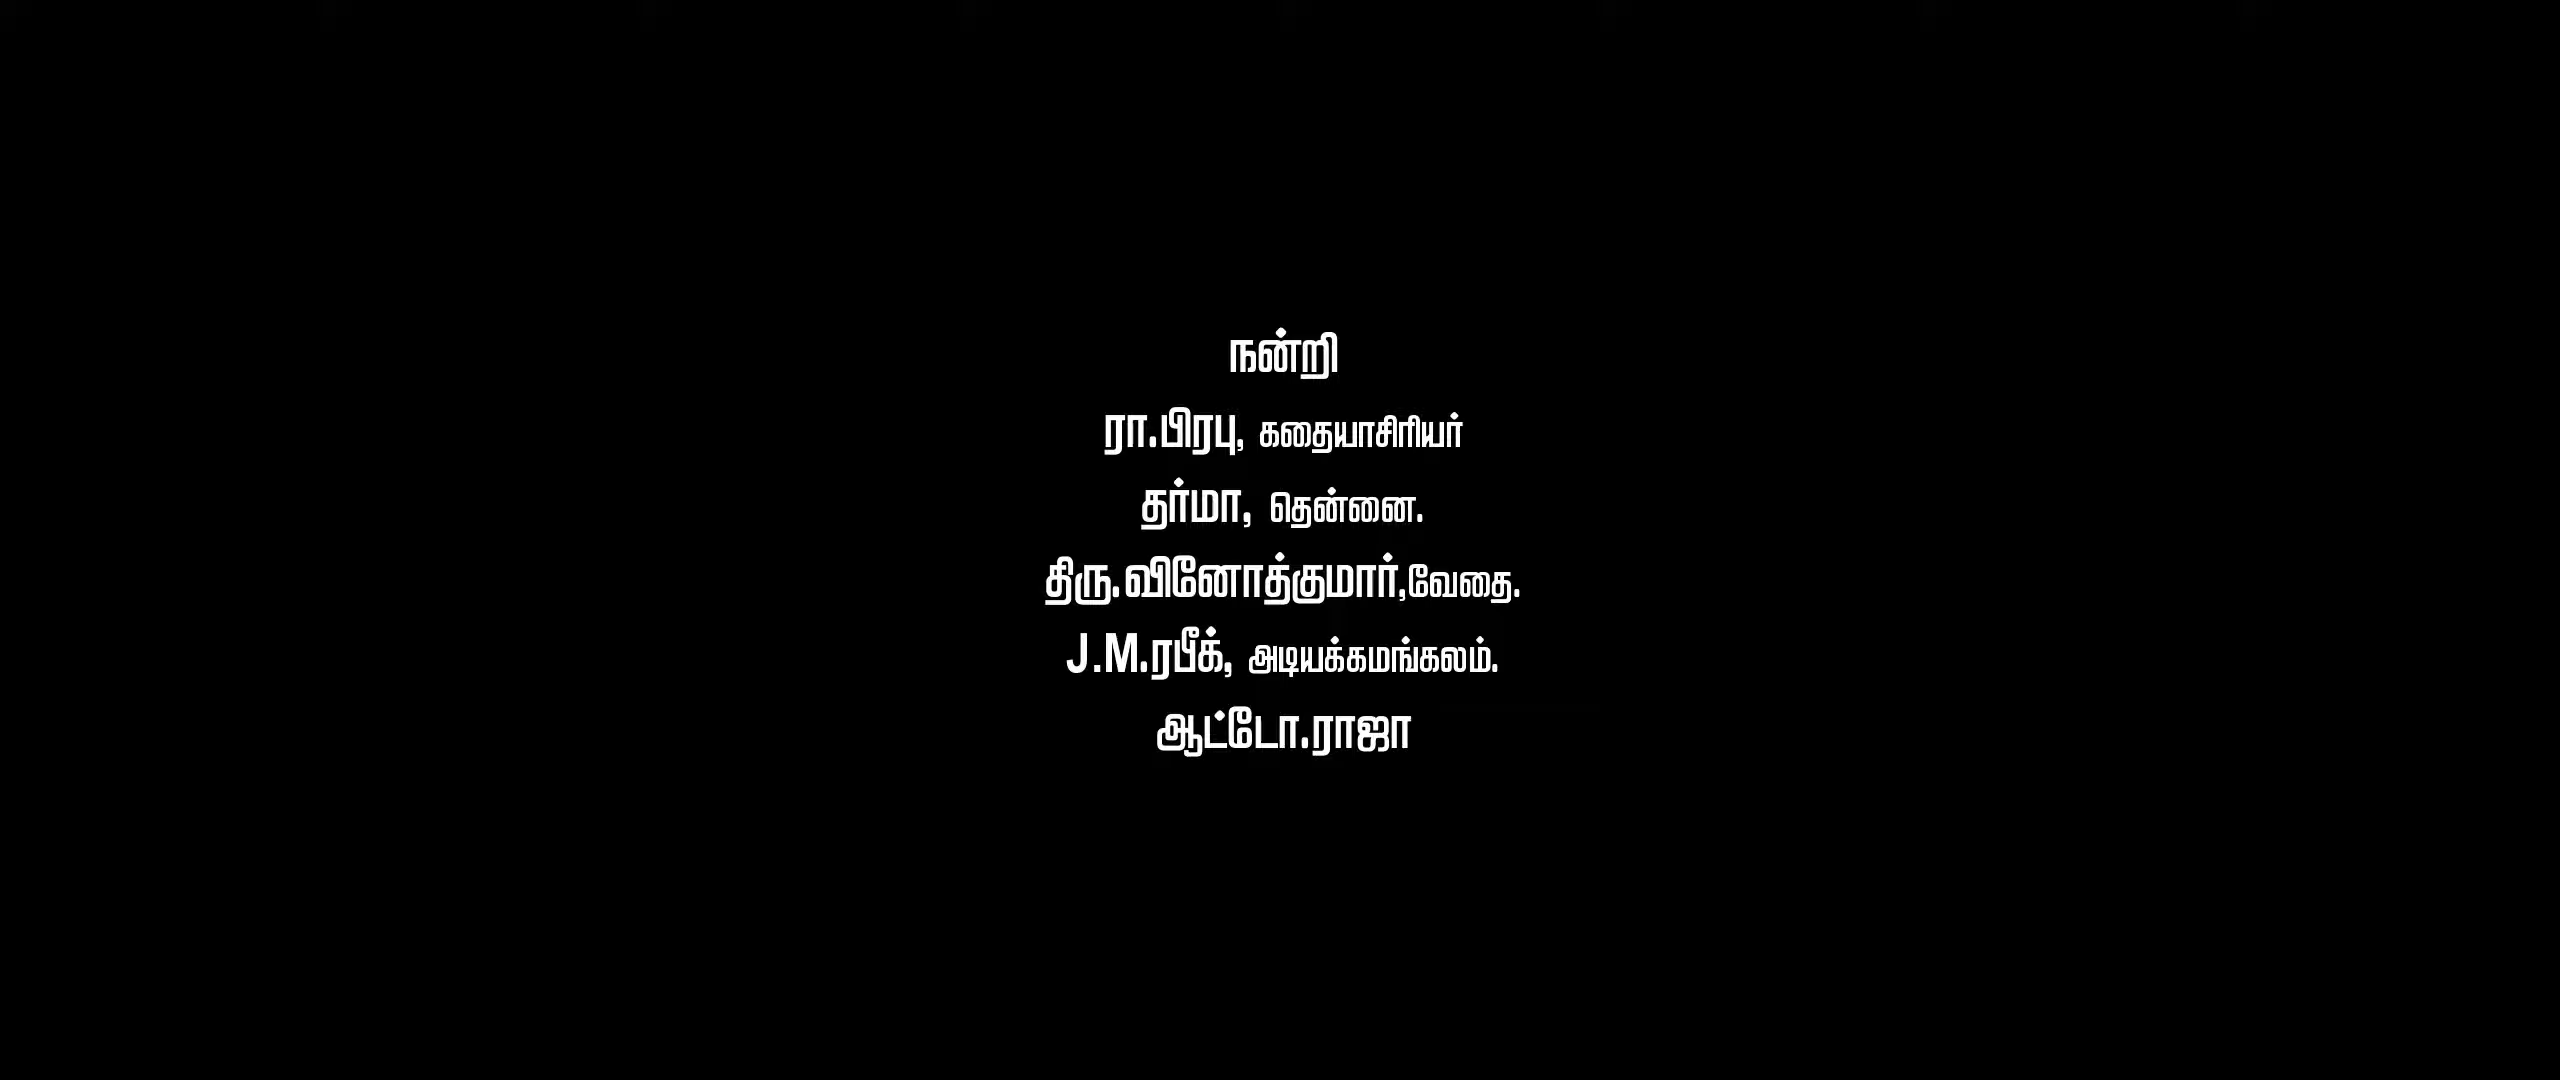 நன்றி
ரா.பிரபு, கதையாசிரியர்
தர்மா, தென்னை.
திரு.வினோத்குமார்,வேதை.
J.M.ரபீக், அடியக்கமங்கலம்.
ஆட்டோ.ராஜா